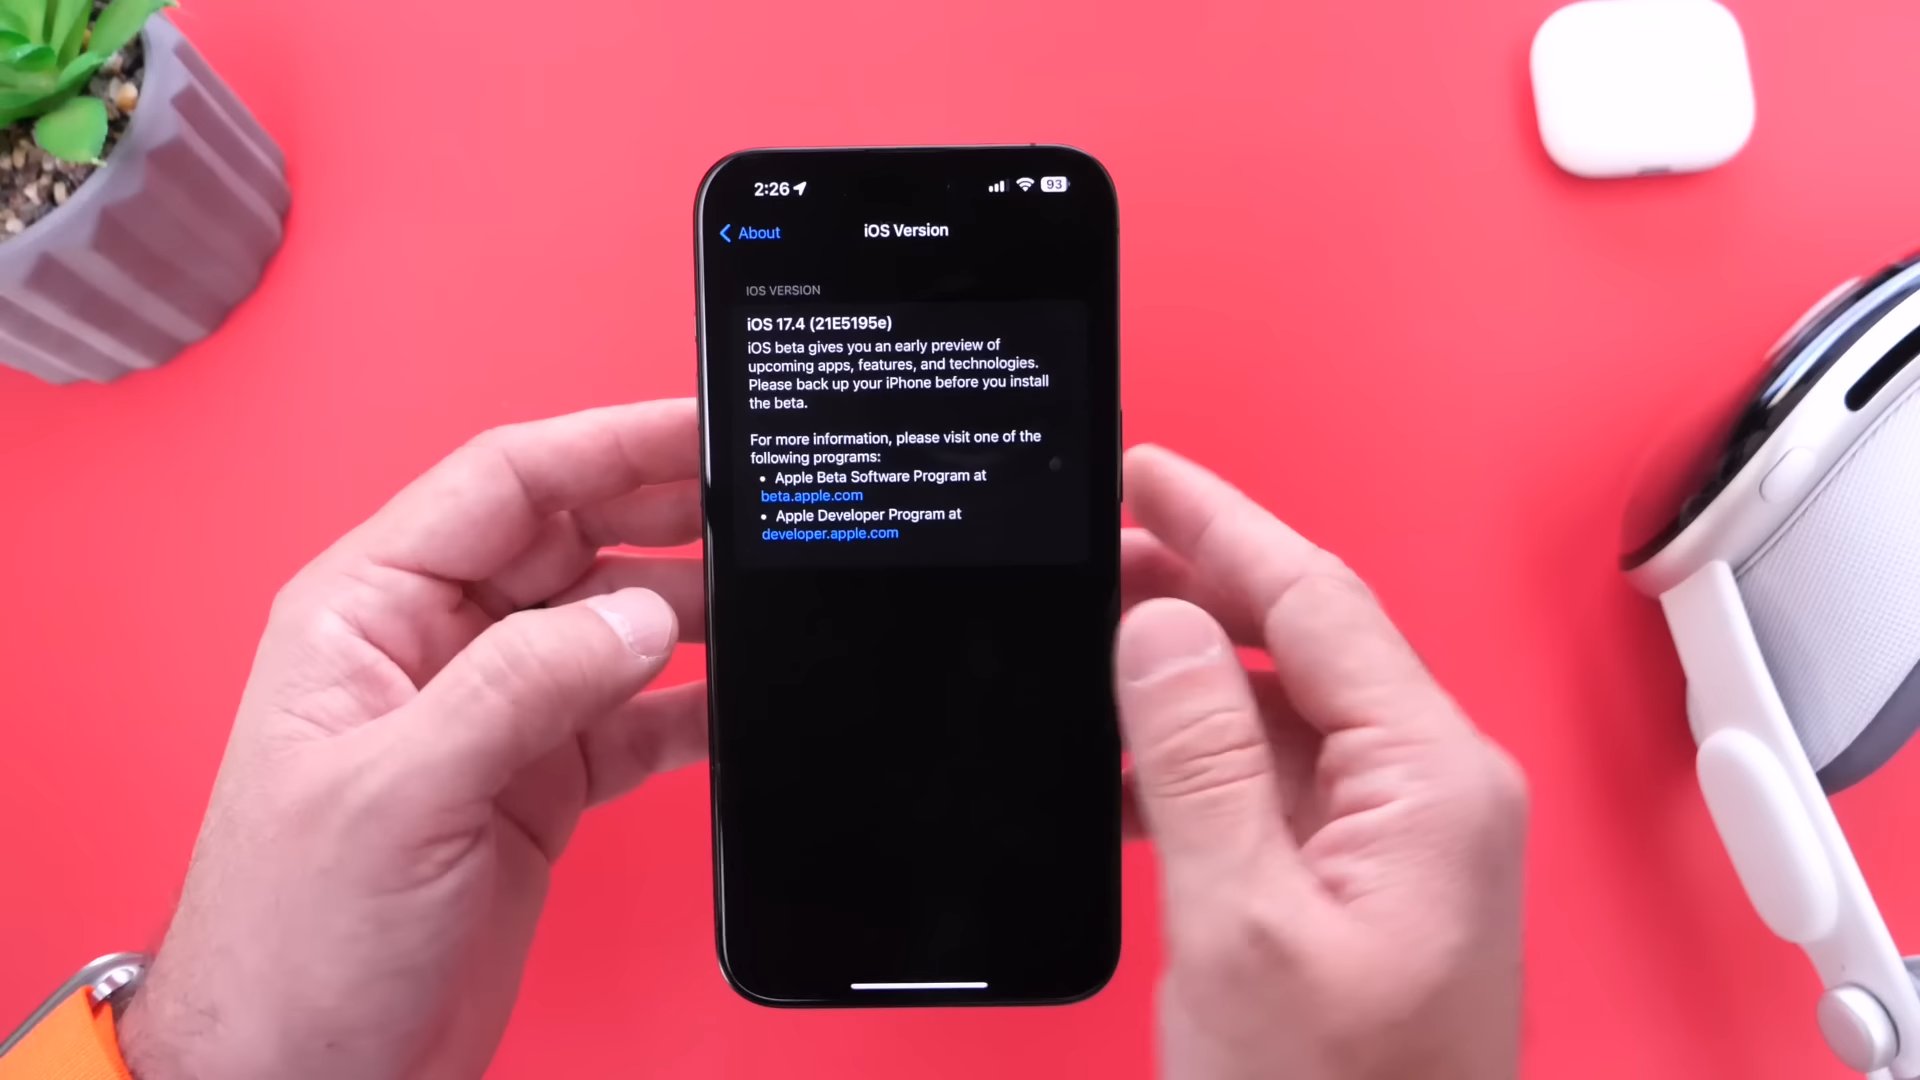 2:26 93
About iOS Version
IOS VERSION
iOS 17.4 (21E5195e)
iOS beta gives you an early preview of
upcoming apps, features, and technologies.
Please back up your iPhone before you install
the beta.
For more information, please visit one of the
following programs:
• Apple Beta Software Program at
beta.apple.com
• Apple Developer Program at
developer.apple.com